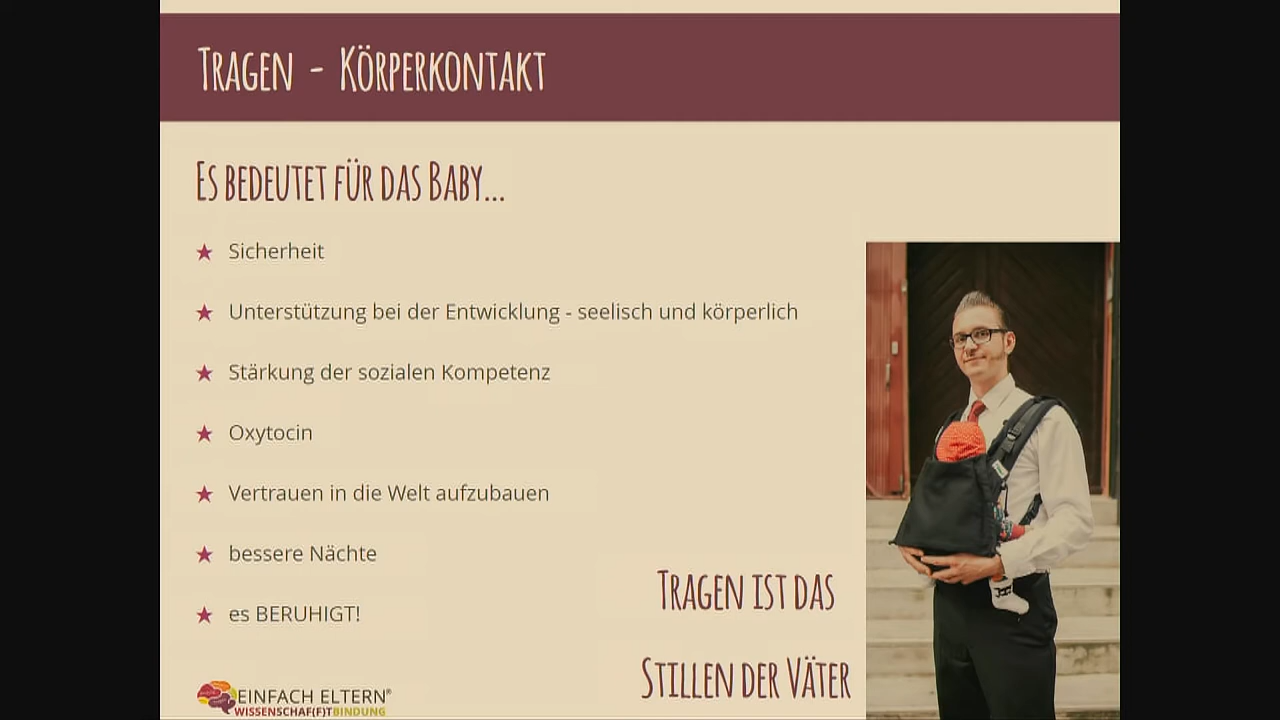 Tragen - Körperkontakt
Es bedeutet für das Baby...
Sicherheit
Unterstützung bei der Entwicklung - seelisch und körperlich
Stärkung der sozialen Kompetenz
Oxytocin
Vertrauen in die Welt aufzubauen
bessere Nächte
es BERUHIGT!
Tragen ist das
Stillen der Väter
EINFACH ELTERN®
WISSENSCHAF(F)TBINDUNG